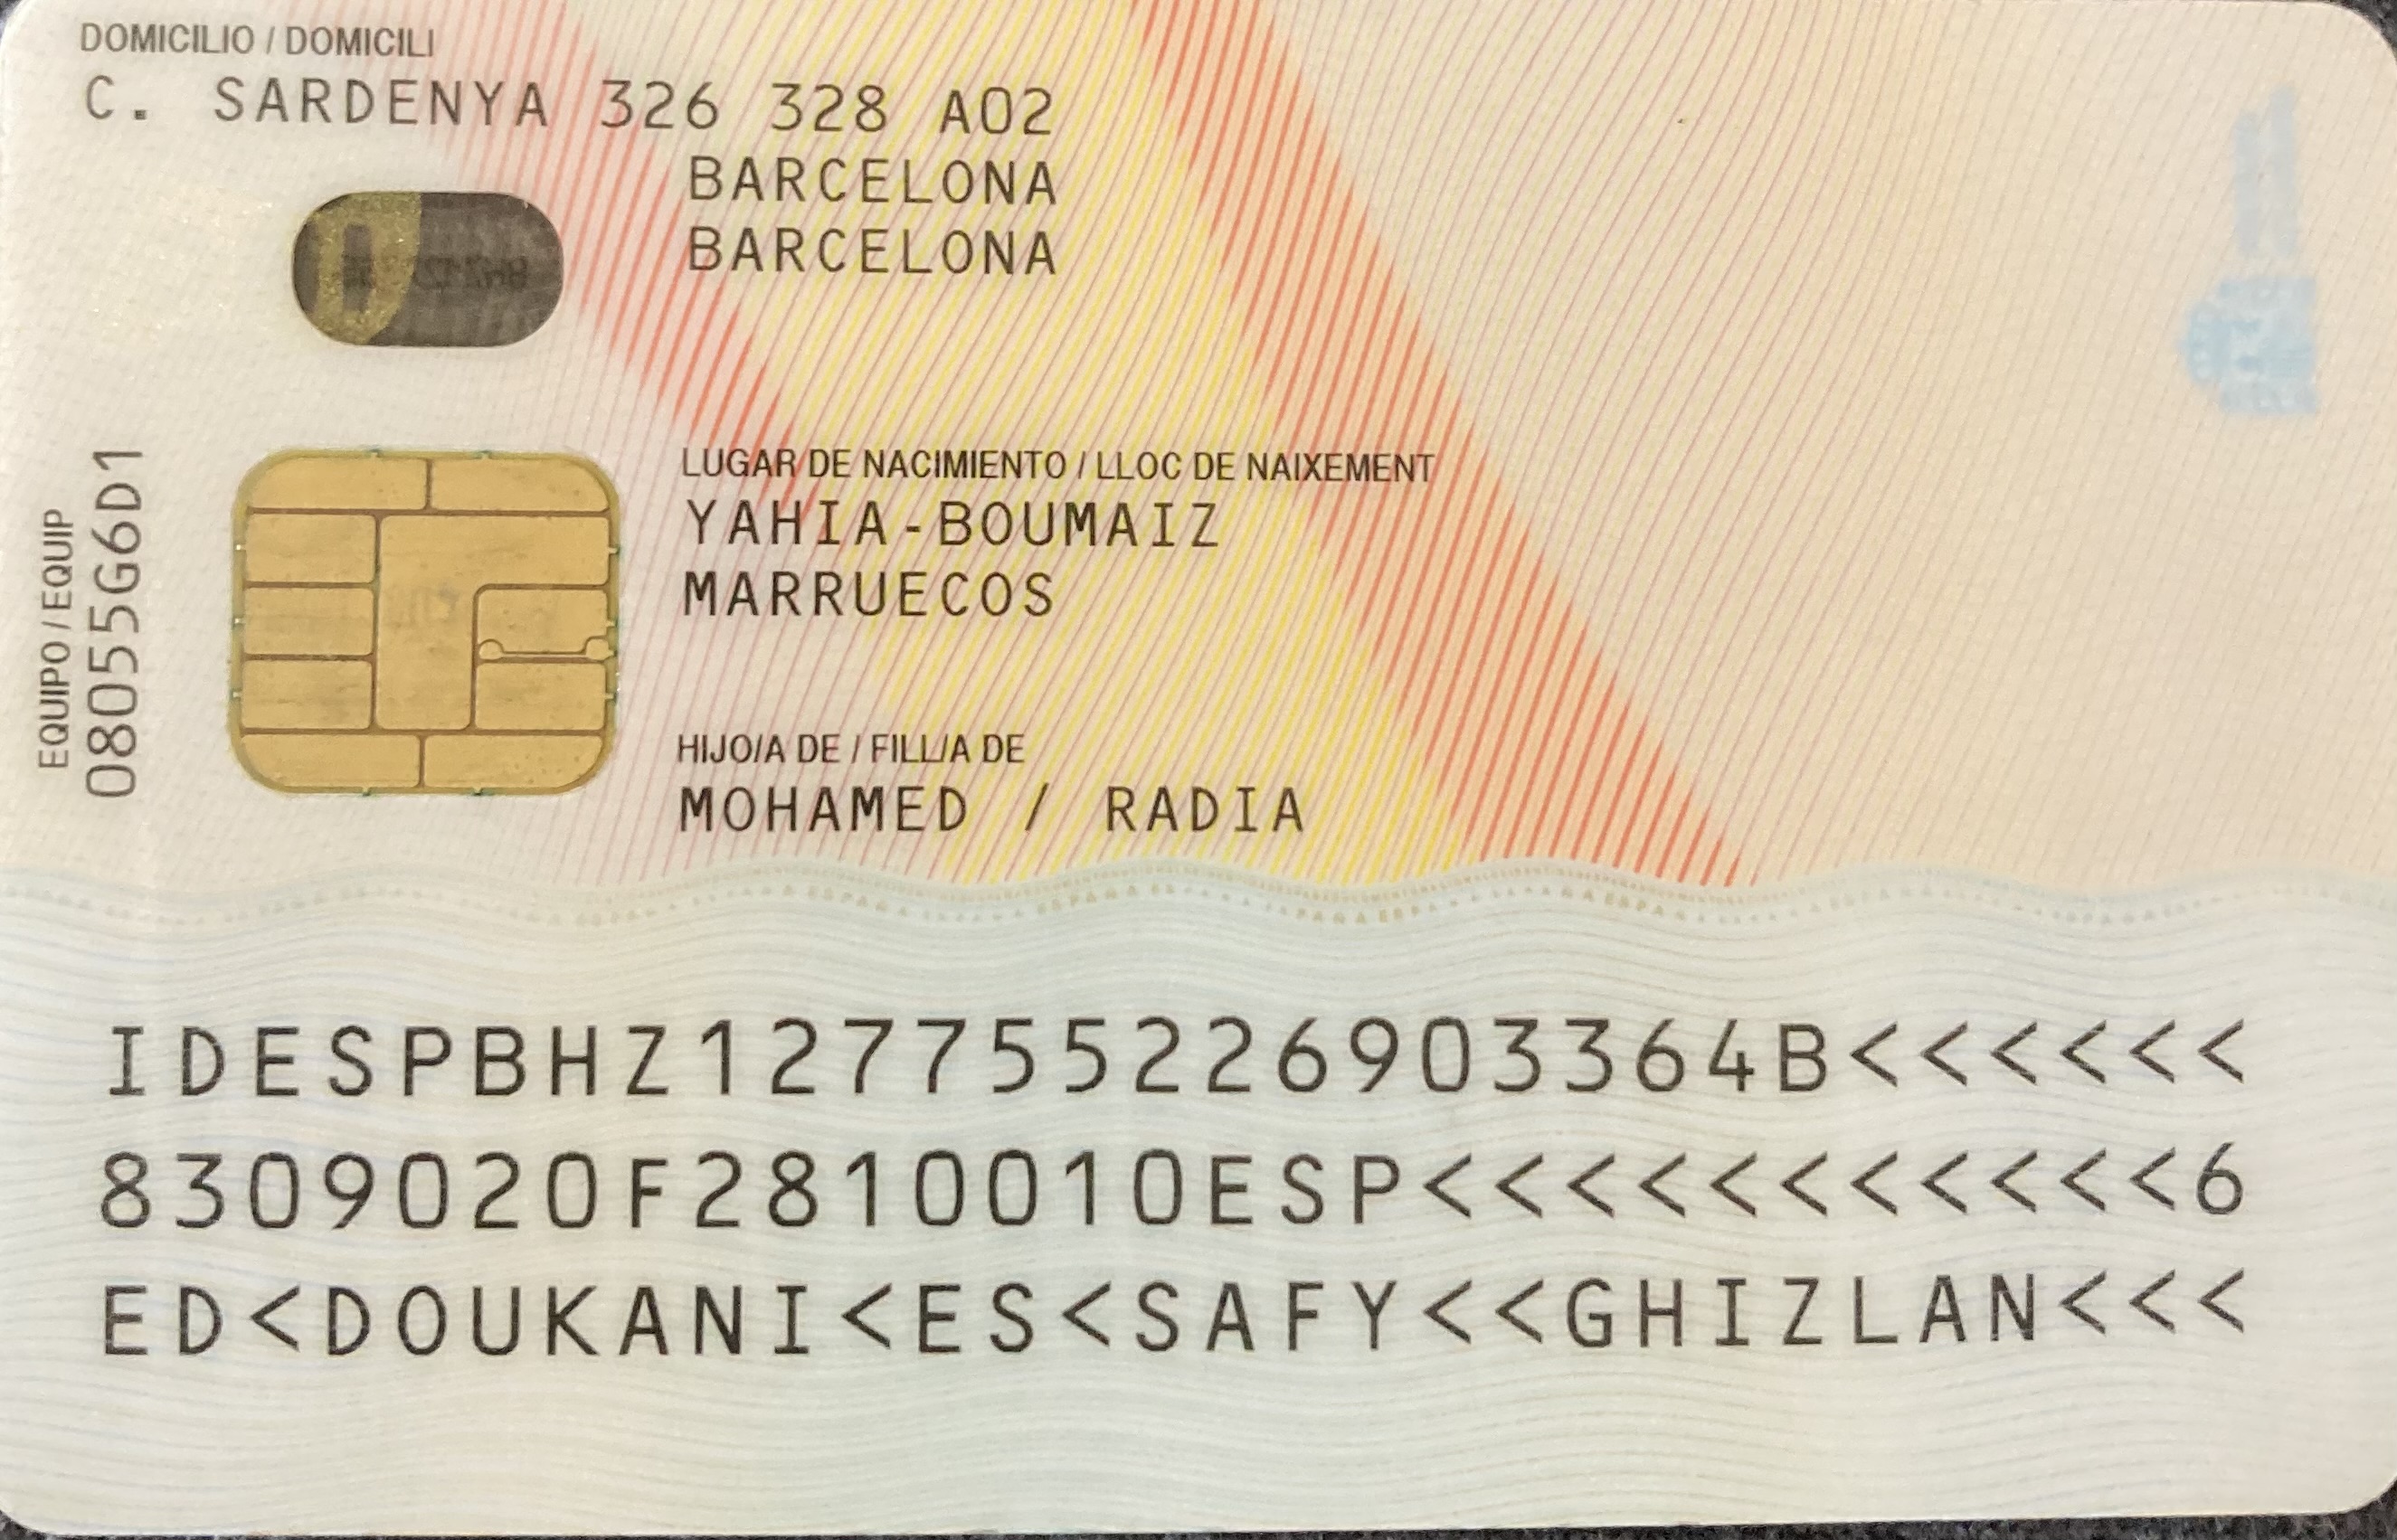 DOMICILIO / DOMICILI
C. SARDENYA 326 328 A02
BARCELONA
BARCELONA
LUGAR DE NACIMIENTO / LLOC DE NAIXEMENT
YAHIA-BOUMAIZ
MARRUECOS
EQUIPO / EQUIP
08055G6D1
HIJO/A DE / FILL/A DE
MOHAMED / RADIA
IDESPBHZ127755226903364B<<<<<<
8309020F2810010ESP<<<<<<<<<<<6
ED<DOUKANI<ES<SAFY<<GHIZLAN<<<